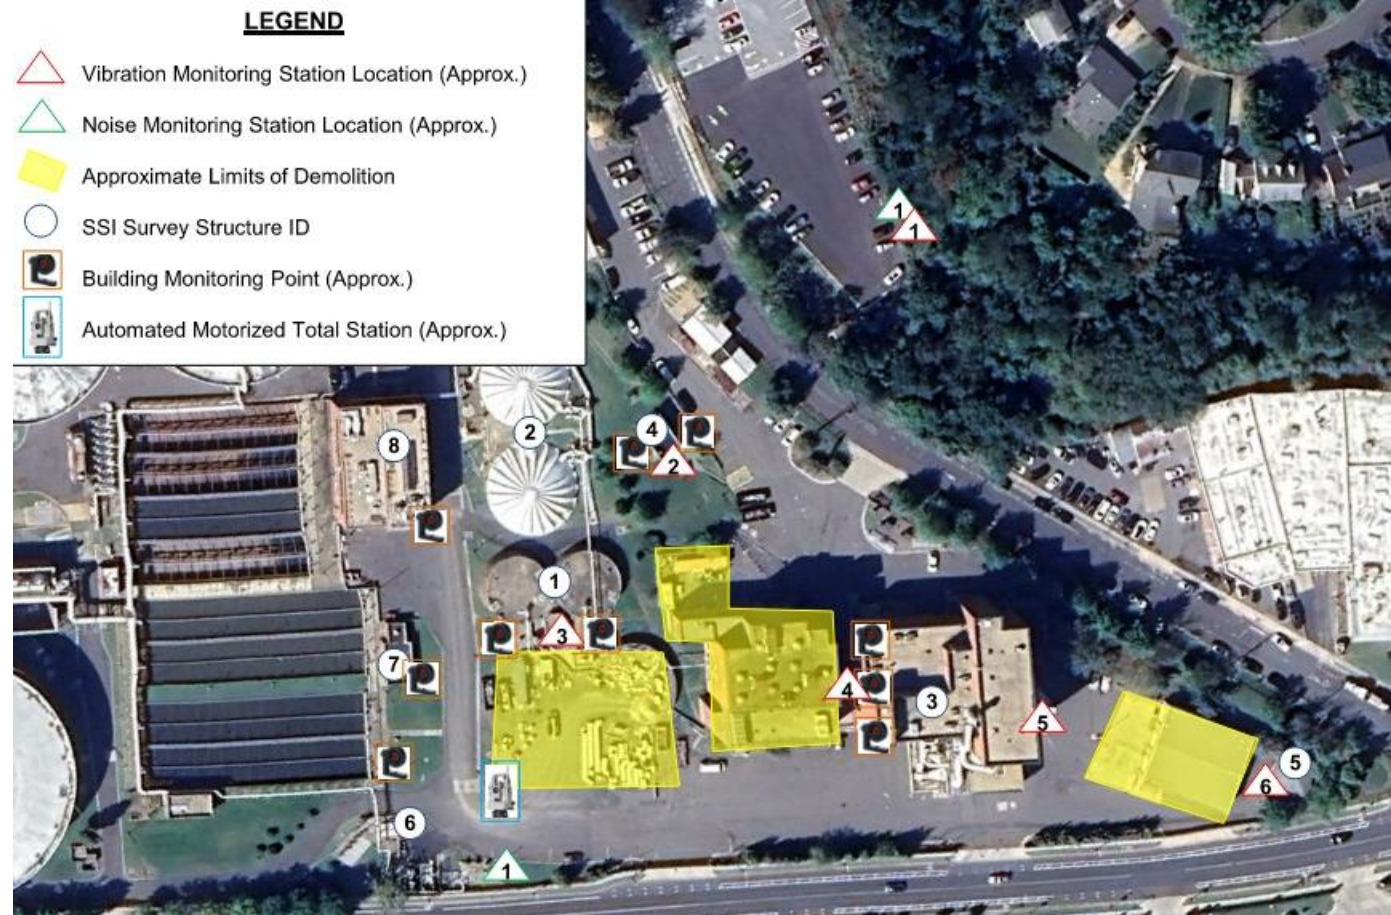 LEGEND
Vibration Monitoring Station Location (Approx.)
Noise Monitoring Station Location (Approx.)
Approximate Limits of Demolition
SSI Survey Structure ID
Building Monitoring Point (Approx.)
Automated Motorized Total Station (Approx.)
1
1
4
2
2
8
1
3
7
4
3
5
5
6
6
1